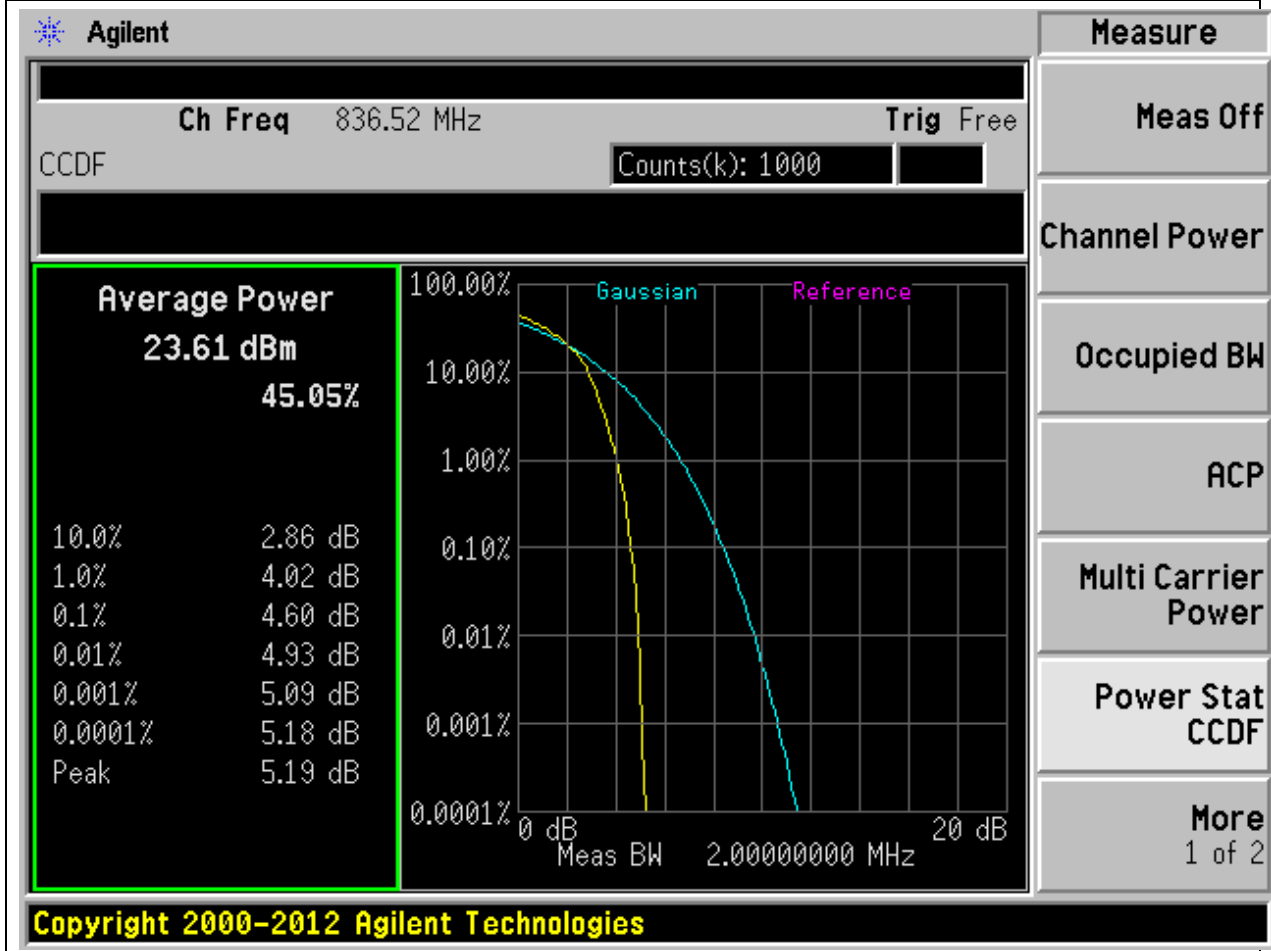 Agilent
Ch Freq 836.52 MHz Trig Free
CCDF Counts(k): 1000
Average Power
23.61 dBm
45.05%
10.0% 2.86 dB
1.0% 4.02 dB
0.1% 4.60 dB
0.01% 4.93 dB
0.001% 5.09 dB
0.0001% 5.18 dB
Peak 5.19 dB
Gaussian Reference
100.00%
10.00%
1.00%
0.10%
0.01%
0.001%
0.0001%
0 dB 20 dB
Meas BW 2.00000000 MHz
Measure
Meas Off
Channel Power
Occupied BW
ACP
Multi Carrier
Power
Power Stat
CCDF
More
1 of 2
Copyright 2000-2012 Agilent Technologies